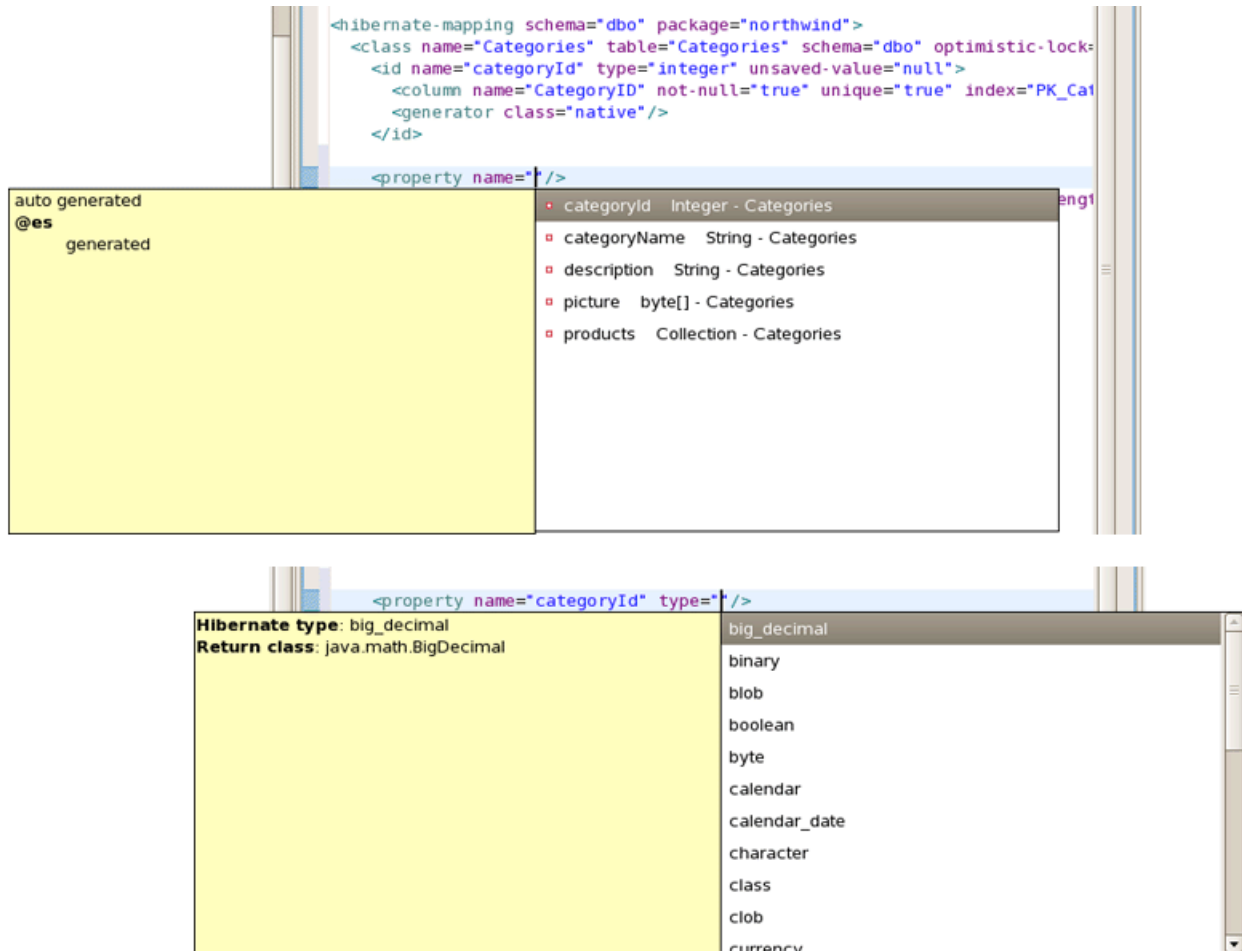 <hibernate-mapping schema="dbo" package="northwind">
<class name="Categories" table="Categories" schema="dbo" optimistic-lock=
<id name="categoryId" type="integer" unsaved-value="null">
<column name="CategoryID" not-null="true" unique="true" index="PK_Cat
<generator class="native"/>
</id>
<property name=""/>
auto generated
@es
generated
categoryId Integer - Categories
categoryName String - Categories
description String - Categories
picture byte[] - Categories
products Collection - Categories
engt
<property name="categoryId" type=""/>
Hibernate type: big_decimal
Return class: java.math.BigDecimal
big_decimal
binary
blob
boolean
byte
calendar
calendar_date
character
class
clob
currency